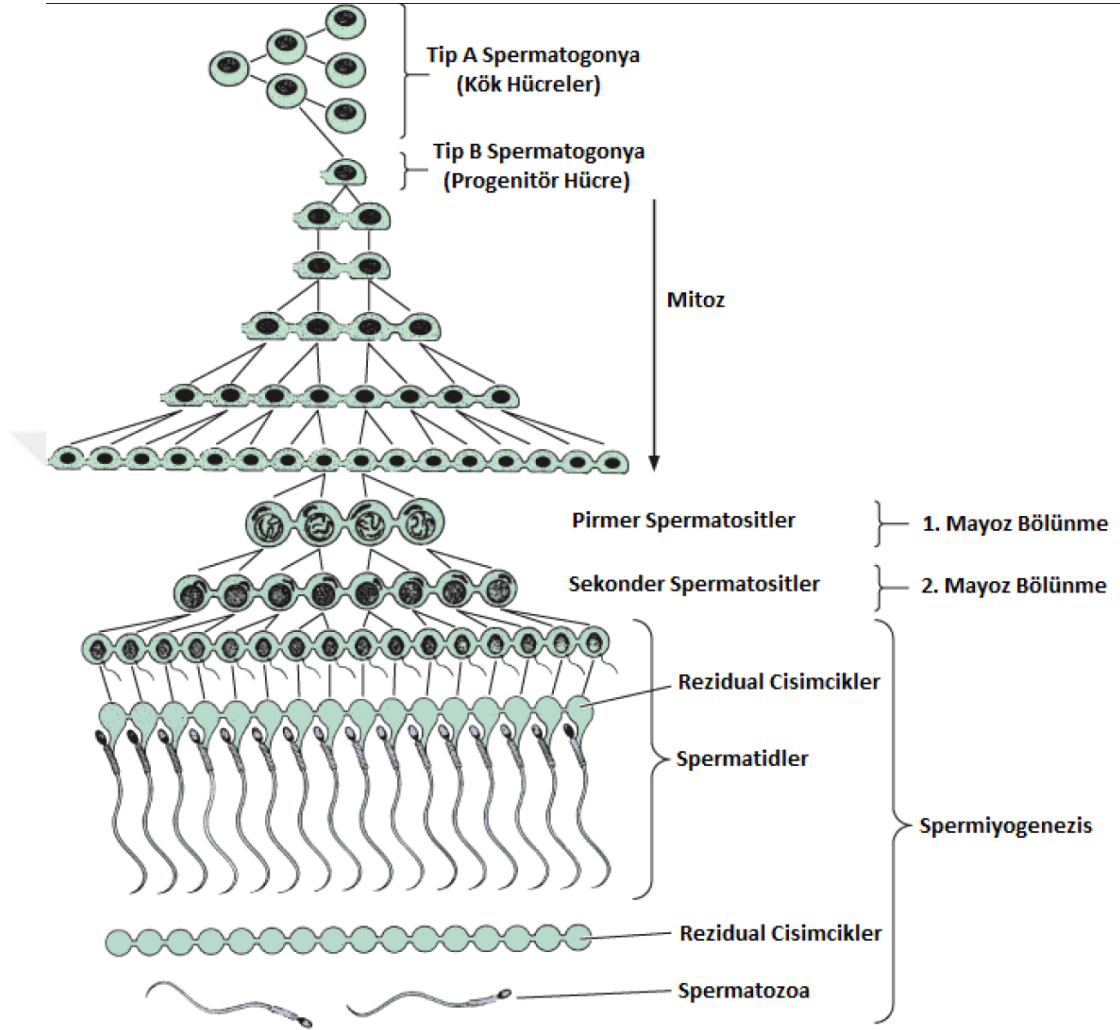 Tip A Spermatogonya
(Kök Hücreler)
Tip B Spermatogonya
(Progenitör Hücre)
Mitoz
Pirmer Spermatositler
1. Mayoz Bölünme
Sekonder Spermatositler
2. Mayoz Bölünme
Rezidual Cisimcikler
Spermatidler
Spermiyogenezis
Rezidual Cisimcikler
Spermatozoa